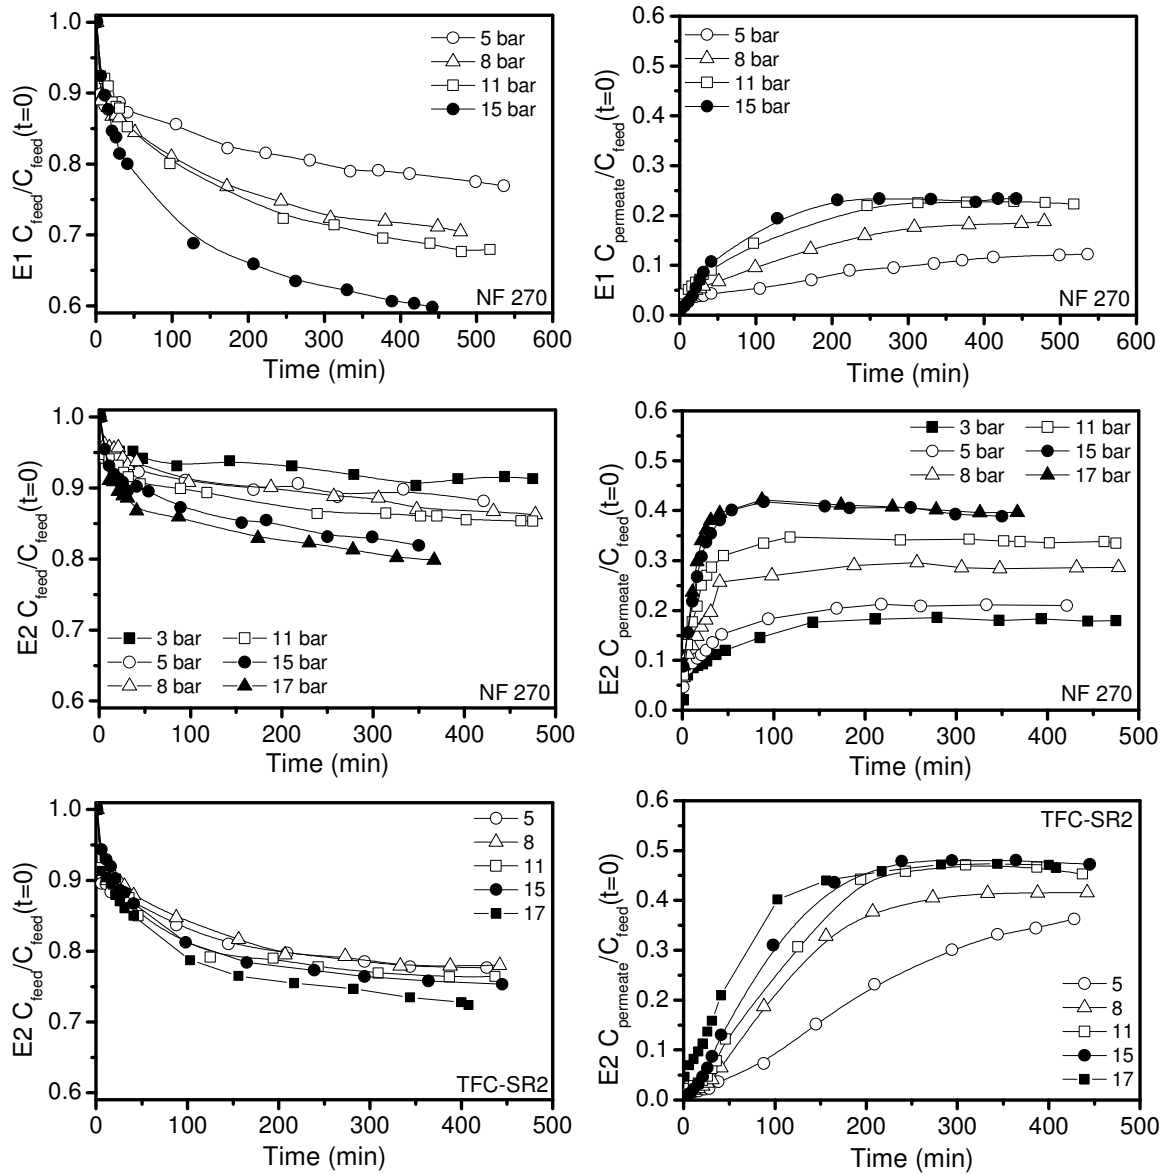 E1 C_feed/C_feed(t=0)
1.0
0.9
0.8
0.7
0.6
5 bar
8 bar
11 bar
15 bar
NF 270
0 100 200 300 400 500 600
Time (min)
E1 C_permeate/C_feed(t=0)
0.6
0.5
0.4
0.3
0.2
0.1
0.0
5 bar
8 bar
11 bar
15 bar
NF 270
0 100 200 300 400 500 600
Time (min)
E2 C_feed/C_feed(t=0)
1.0
0.9
0.8
0.7
0.6
3 bar 11 bar
5 bar 15 bar
8 bar 17 bar
NF 270
0 100 200 300 400 500
Time (min)
E2 C_permeate/C_feed(t=0)
0.6
0.5
0.4
0.3
0.2
0.1
0.0
3 bar 11 bar
5 bar 15 bar
8 bar 17 bar
NF 270
0 100 200 300 400 500
Time (min)
E2 C_feed/C_feed(t=0)
1.0
0.9
0.8
0.7
0.6
5
8
11
15
17
TFC-SR2
0 100 200 300 400 500
Time (min)
E2 C_permeate/C_feed(t=0)
0.6
0.5
0.4
0.3
0.2
0.1
0.0
TFC-SR2
5
8
11
15
17
0 100 200 300 400 500
Time (min)